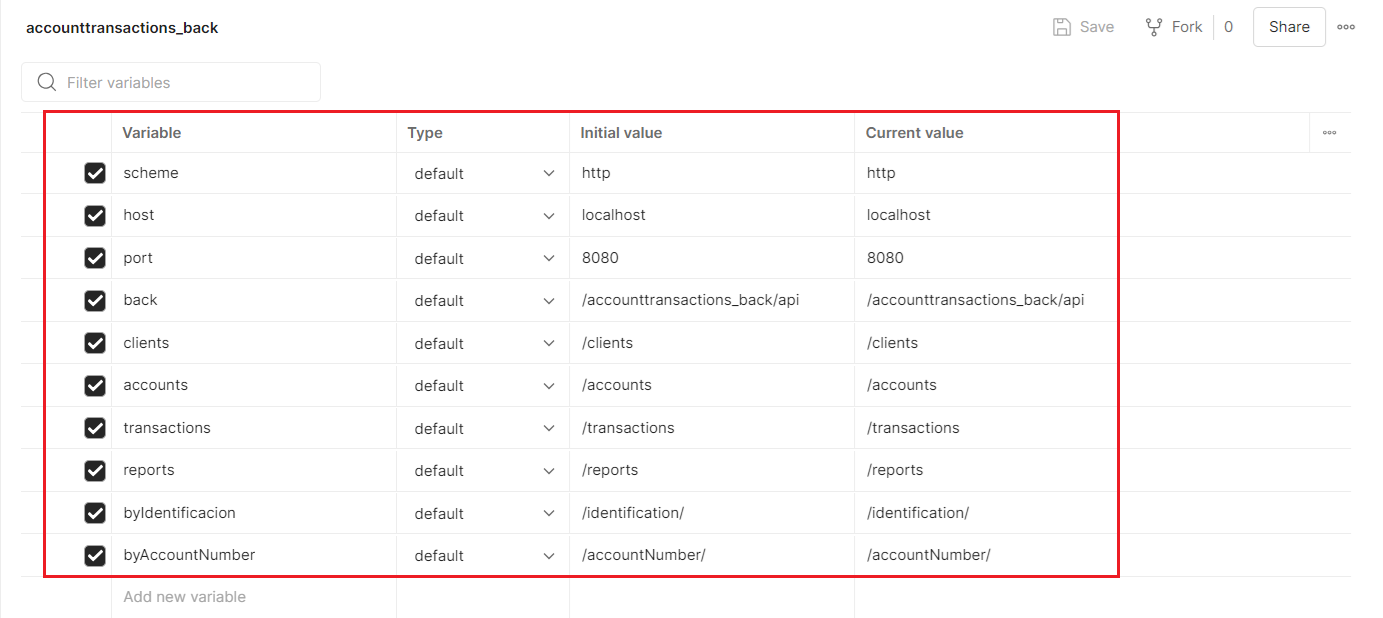 accounttransactions_back Save Fork 0 Share
Filter variables
Variable Type Initial value Current value
scheme default http http
host default localhost localhost
port default 8080 8080
back default /accounttransactions_back/api /accounttransactions_back/api
clients default /clients /clients
accounts default /accounts /accounts
transactions default /transactions /transactions
reports default /reports /reports
byIdentificacion default /identification/ /identification/
byAccountNumber default /accountNumber/ /accountNumber/
Add new variable